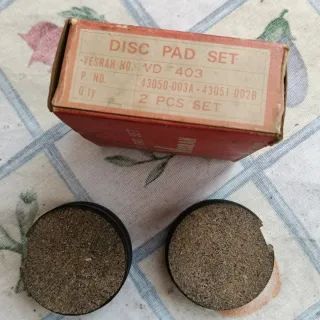 DISC PAD SET
VESRAH NO. VD 403
P. NO. 43050-003A·43051-002B
Q'TY 2 PCS SET